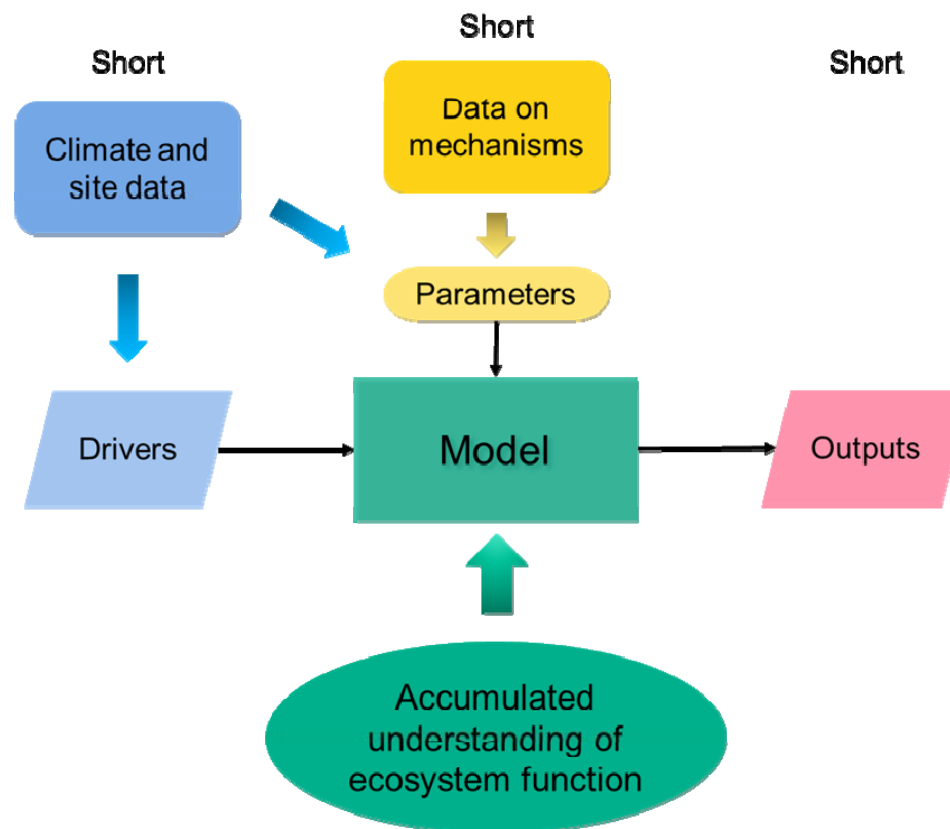 Short
Short
Short
Climate and
site data
Data on
mechanisms
Parameters
Drivers
Model
Outputs
Accumulated
understanding of
ecosystem function